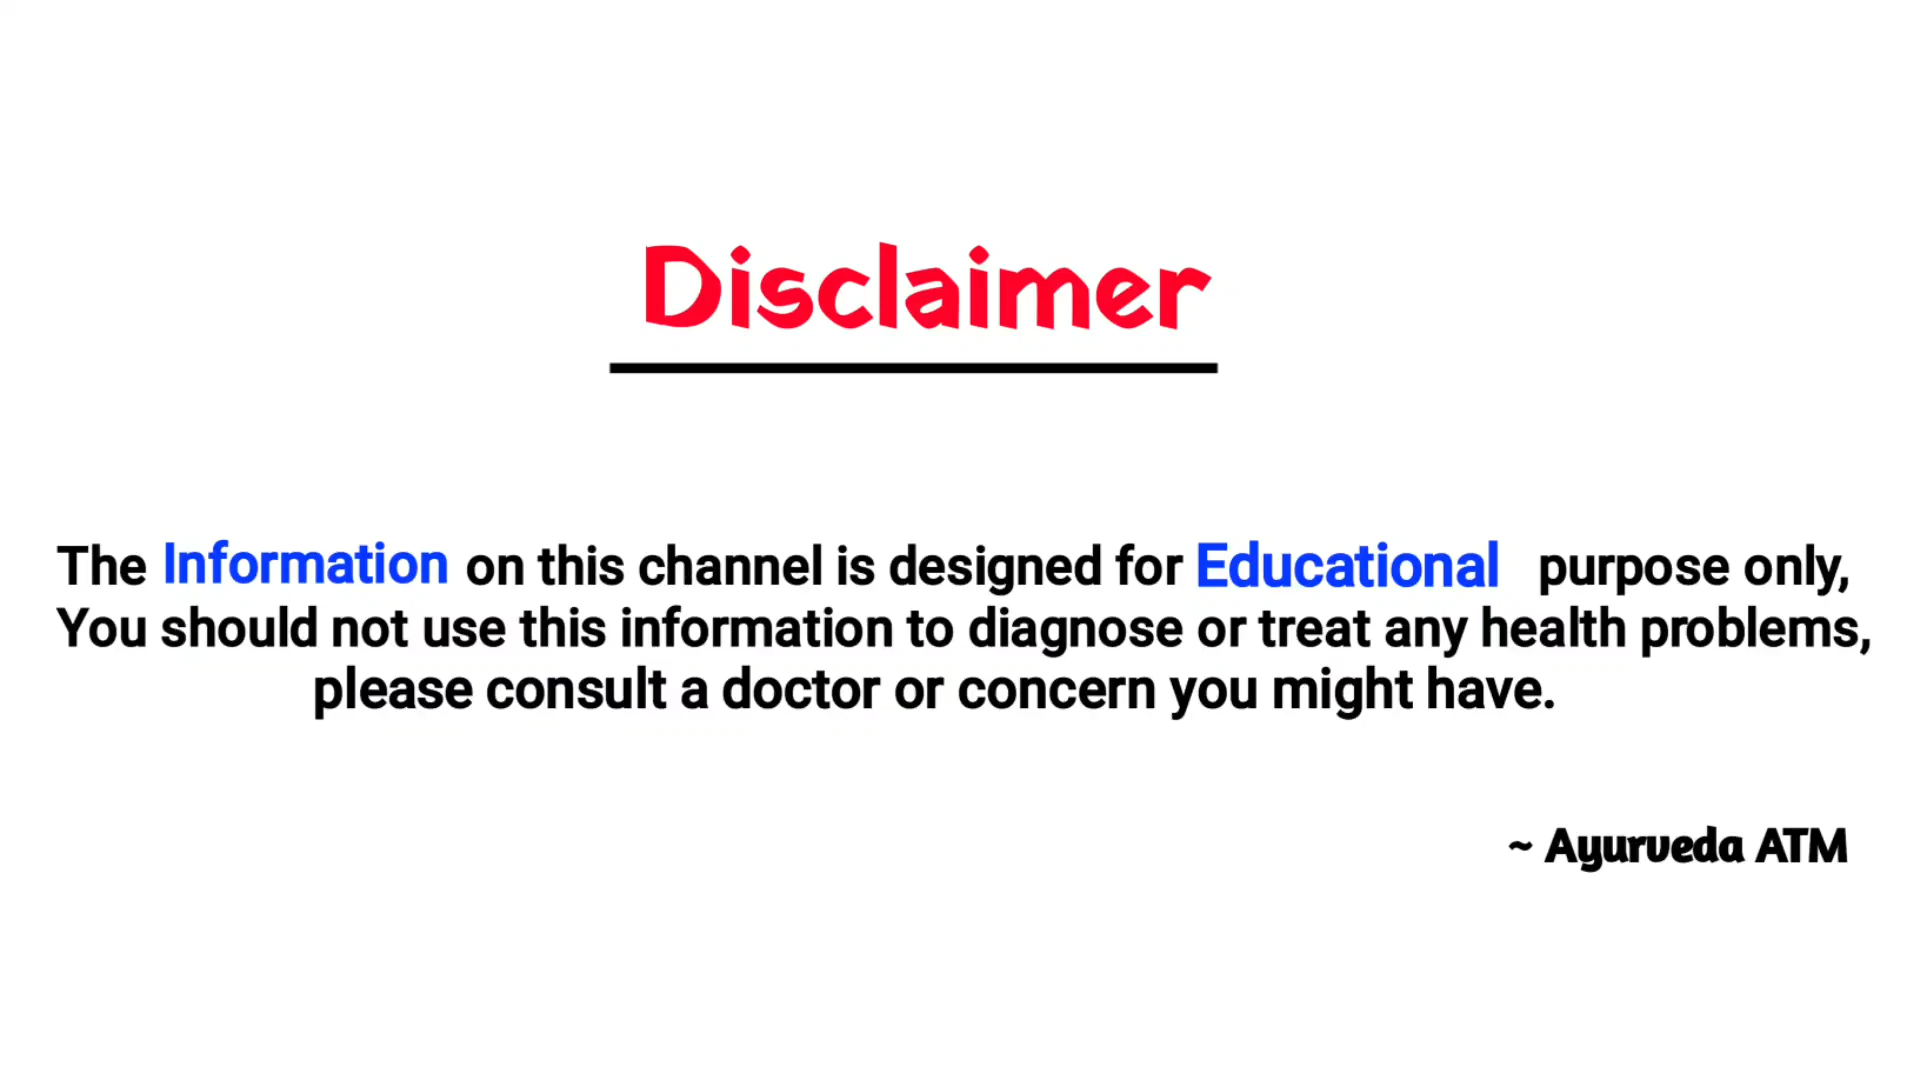 Disclaimer
The Information on this channel is designed for Educational purpose only,
You should not use this information to diagnose or treat any health problems,
please consult a doctor or concern you might have.
~ Ayurveda ATM